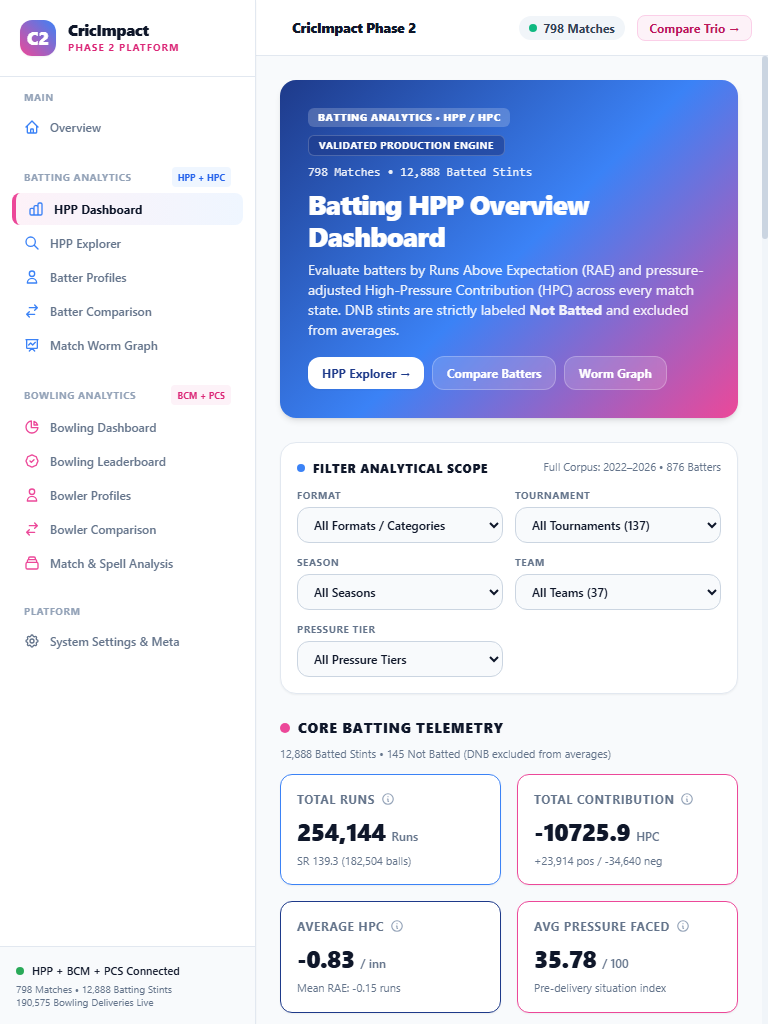 C2
CricImpact
PHASE 2 PLATFORM
MAIN
Overview
BATTING ANALYTICS
HPP + HPC
HPP Dashboard
HPP Explorer
Batter Profiles
Batter Comparison
Match Worm Graph
BOWLING ANALYTICS
BCM + PCS
Bowling Dashboard
Bowling Leaderboard
Bowler Profiles
Bowler Comparison
Match & Spell Analysis
PLATFORM
System Settings & Meta
HPP + BCM + PCS Connected
798 Matches • 12,888 Batting Stints
190,575 Bowling Deliveries Live
CricImpact Phase 2
798 Matches
Compare Trio →
BATTING ANALYTICS • HPP / HPC
VALIDATED PRODUCTION ENGINE
798 Matches • 12,888 Batted Stints
Batting HPP Overview
Dashboard
Evaluate batters by Runs Above Expectation (RAE) and pressure-
adjusted High-Pressure Contribution (HPC) across every match
state. DNB stints are strictly labeled Not Batted and excluded
from averages.
HPP Explorer →
Compare Batters
Worm Graph
FILTER ANALYTICAL SCOPE
Full Corpus: 2022–2026 • 876 Batters
FORMAT
All Formats / Categories
TOURNAMENT
All Tournaments (137)
SEASON
All Seasons
TEAM
All Teams (37)
PRESSURE TIER
All Pressure Tiers
CORE BATTING TELEMETRY
12,888 Batted Stints • 145 Not Batted (DNB excluded from averages)
TOTAL RUNS
254,144 Runs
SR 139.3 (182,504 balls)
TOTAL CONTRIBUTION
-10725.9 HPC
+23,914 pos / -34,640 neg
AVERAGE HPC
-0.83 / inn
Mean RAE: -0.15 runs
AVG PRESSURE FACED
35.78 / 100
Pre-delivery situation index